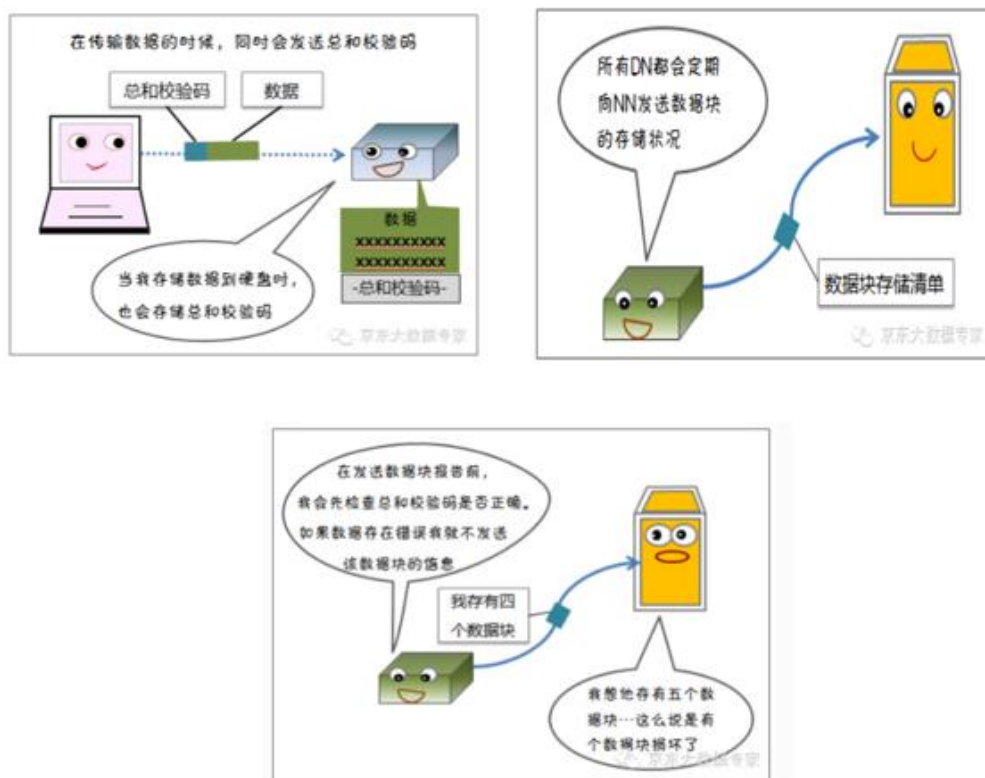 在传输数据的时候，同时会发送总和校验码
总和校验码
数据
数据
XXXXXXXXXX
XXXXXXXXXX
-总和校验码-
当我存储数据到硬盘时，
也会存储总和校验码
京东大数据专家
所有DN都会定期
向NN发送数据块
的存储状况
数据块存储清单
京东大数据专家
在发送数据块报告前，
我会先检查总和校验码是否正确。
如果数据存在错误我就不发送
该数据块的信息
我存有四
个数据块
我想他存有五个数
据块…这么说是有
个数据块损坏了
京东大数据专家